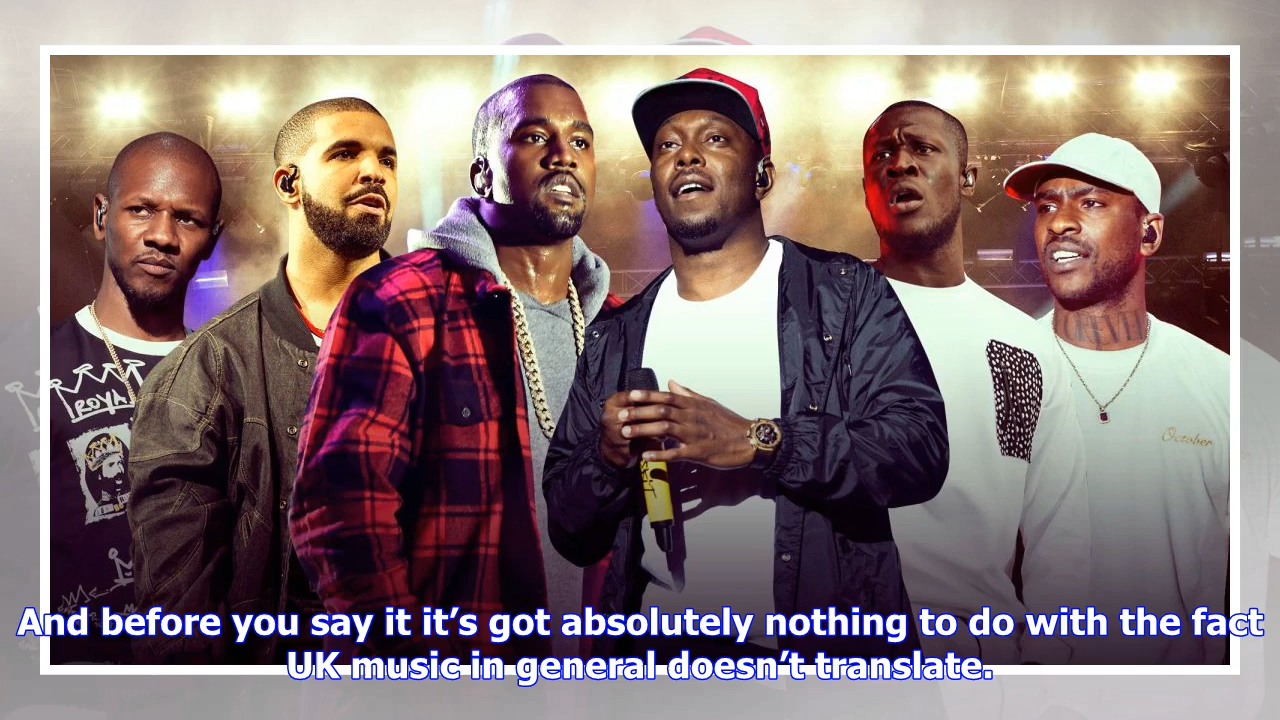 ROYA
October
And before you say it it’s got absolutely nothing to do with the fact
UK music in general doesn’t translate.